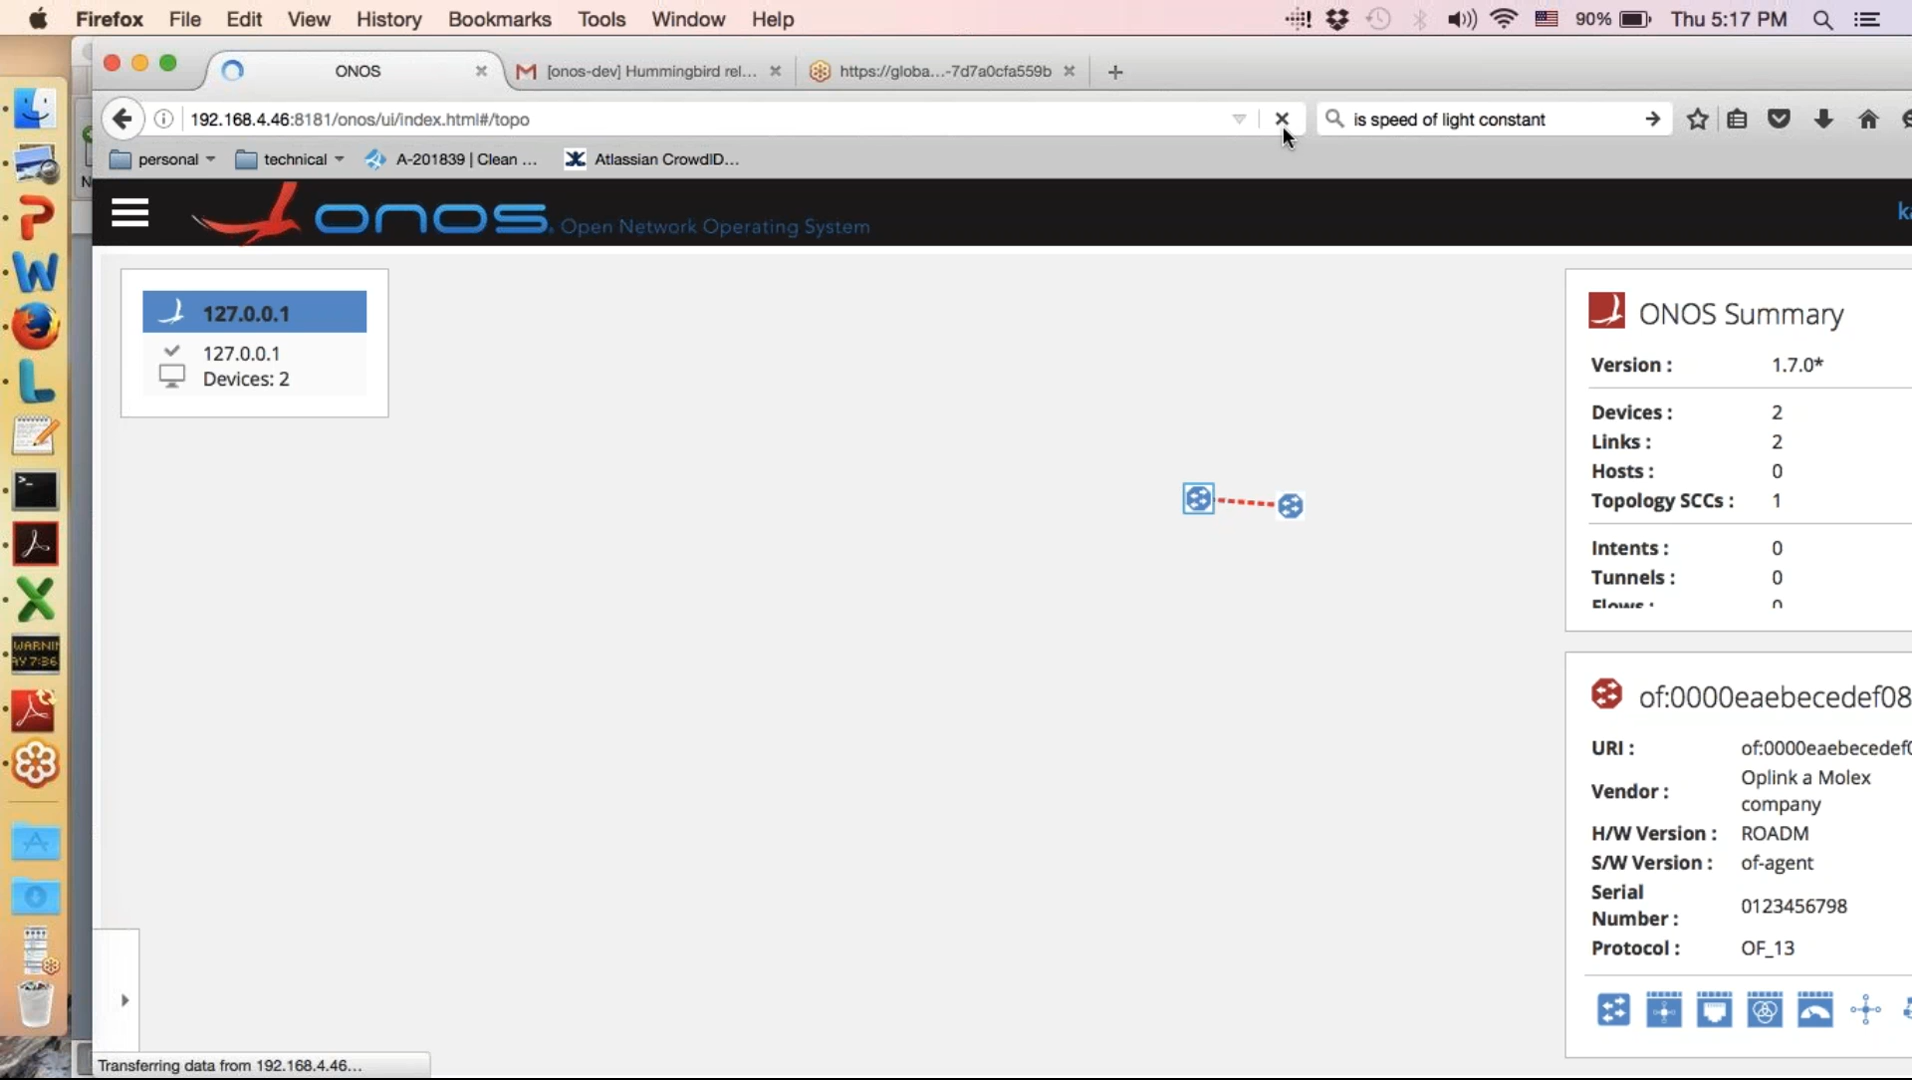 Firefox File Edit View History Bookmarks Tools Window Help 90% Thu 5:17 PM
ONOS [onos-dev] Hummingbird rel... https://globa...-7d7a0cfa559b
192.168.4.46:8181/onos/ui/index.html#/topo is speed of light constant
personal technical A-201839 | Clean ... Atlassian CrowdID...
onos Open Network Operating System
127.0.0.1
127.0.0.1
Devices: 2
ONOS Summary
Version : 1.7.0*
Devices : 2
Links : 2
Hosts : 0
Topology SCCs : 1
Intents : 0
Tunnels : 0
Flows : 0
of:0000eaebecedef08
URI : of:0000eaebecedef0
Vendor : Oplink a Molex
company
H/W Version : ROADM
S/W Version : of-agent
Serial
Number : 0123456798
Protocol : OF_13
Transferring data from 192.168.4.46...